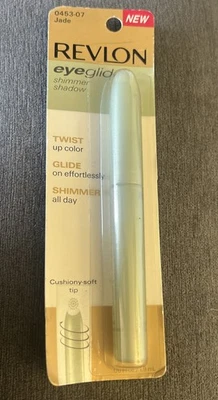 0453-07
Jade
NEW
REVLON
eyeglide
shimmer
shadow
TWIST
up color
GLIDE
on effortlessly
SHIMMER
all day
Cushiony-soft
tip